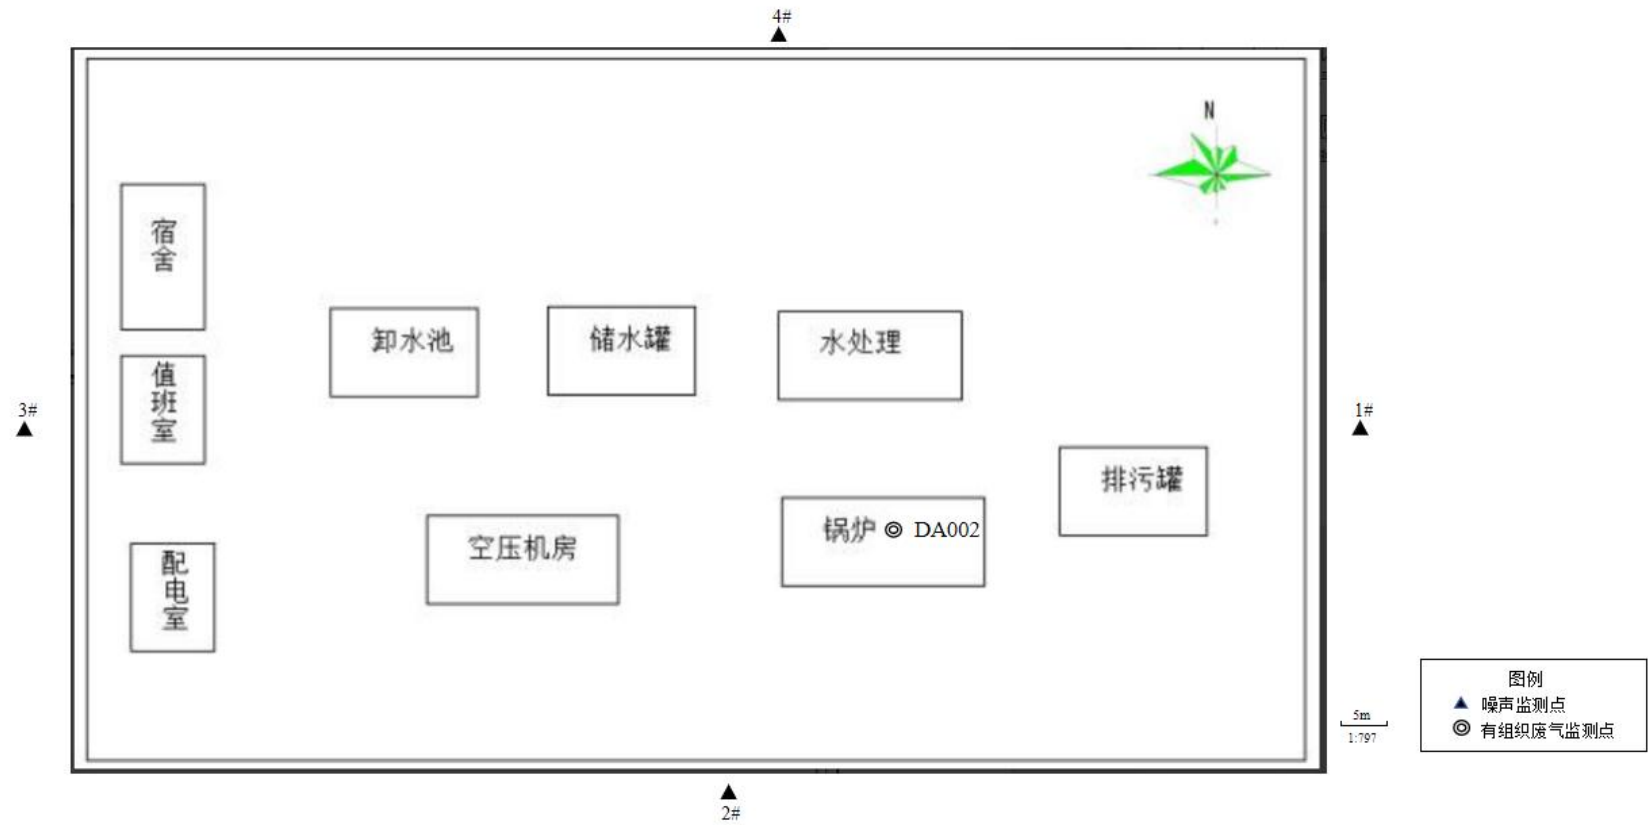 4#
N
宿舍
卸水池
储水罐
水处理
值班室
3#
1#
排污罐
空压机房
锅炉 DA002
配电室
图例
噪声监测点
有组织废气监测点
5m
1:797
2#